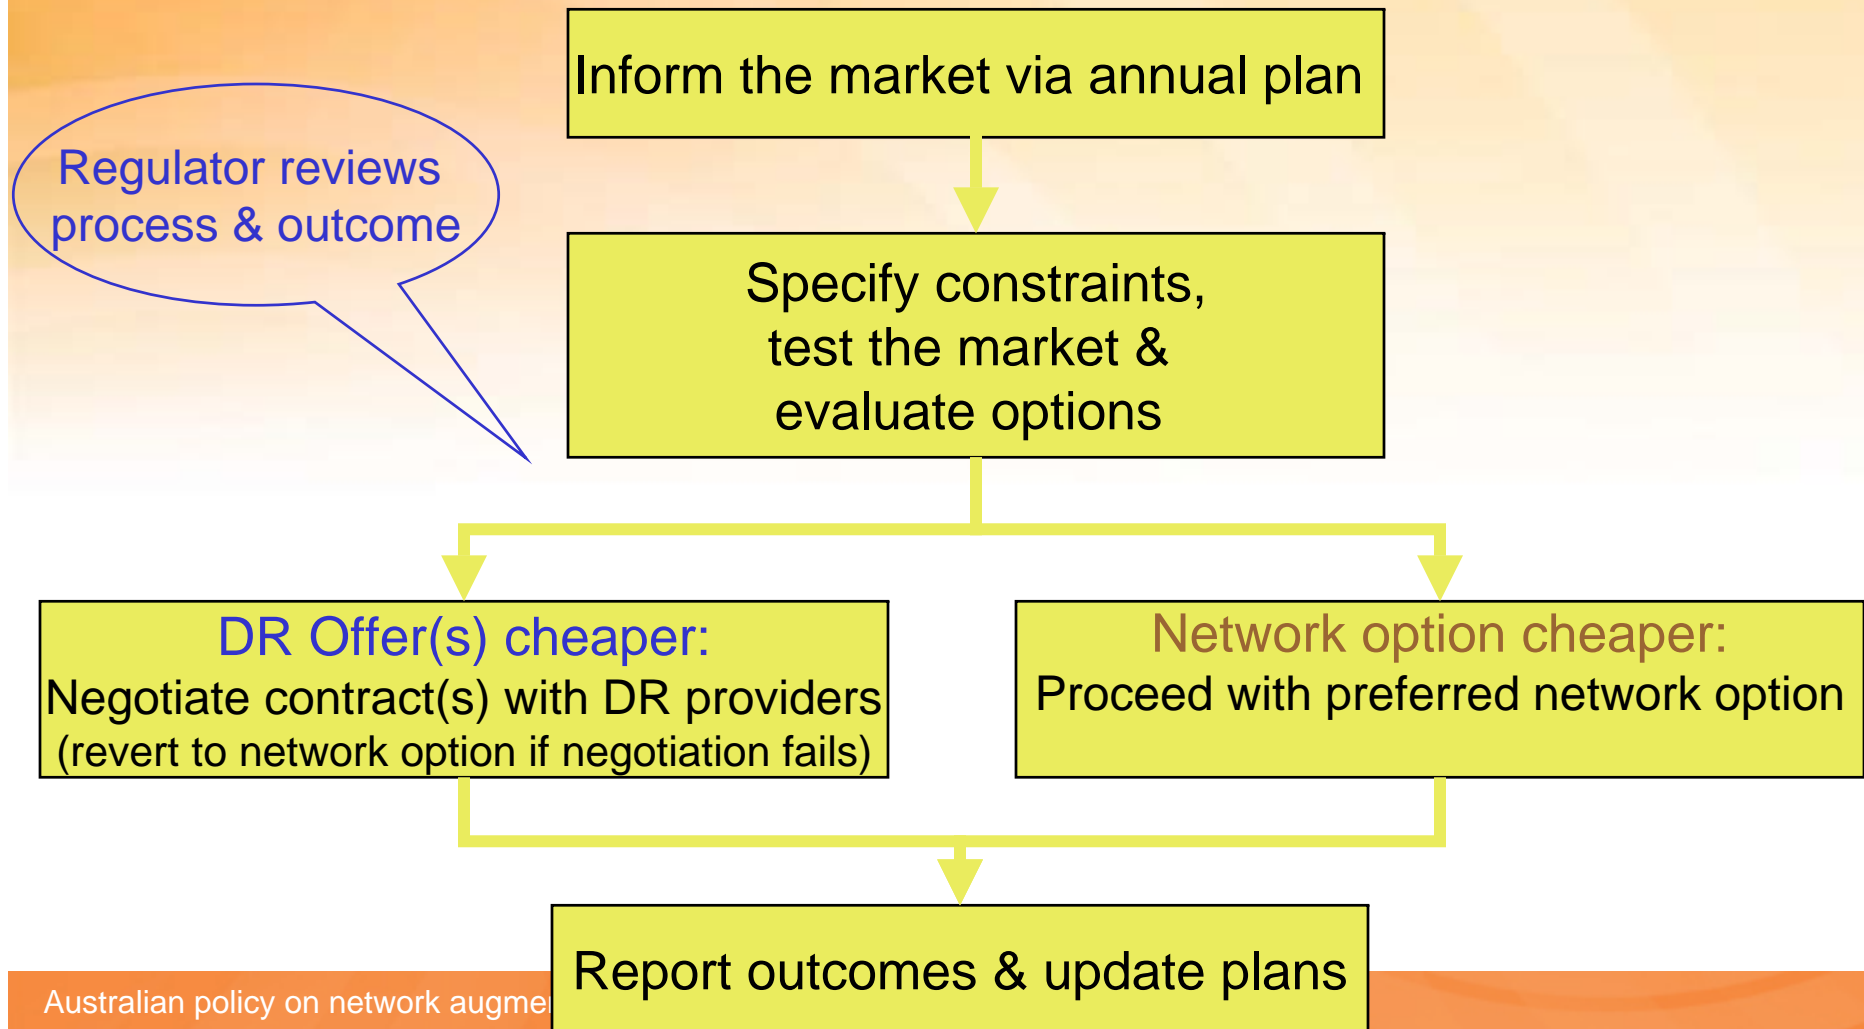 Inform the market via annual plan
Regulator reviews
process & outcome
Specify constraints,
test the market &
evaluate options
DR Offer(s) cheaper:
Negotiate contract(s) with DR providers
(revert to network option if negotiation fails)
Network option cheaper:
Proceed with preferred network option
Report outcomes & update plans
Australian policy on network